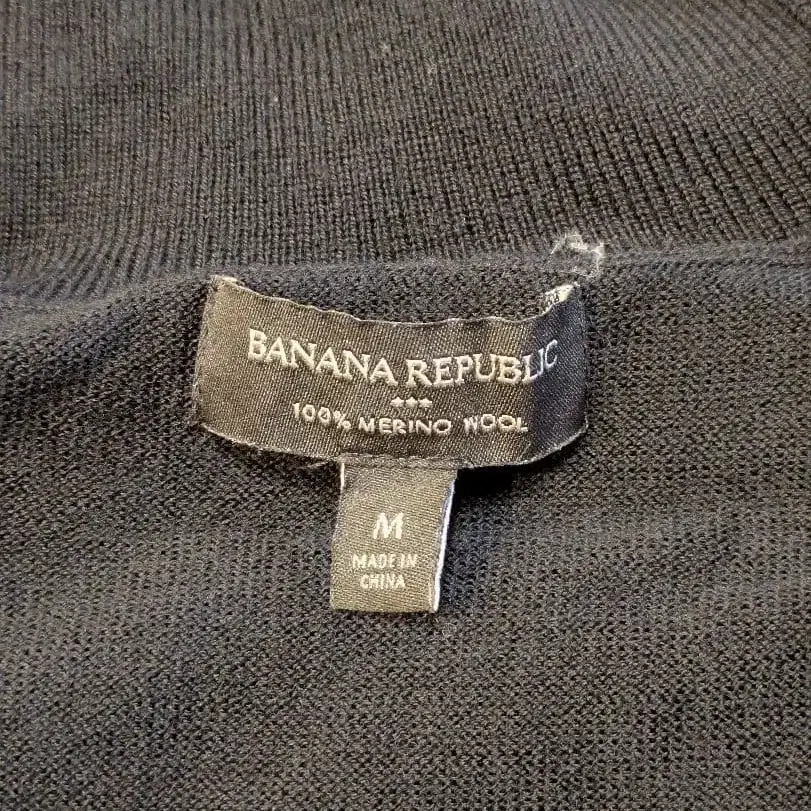 BANANA REPUBLIC
***
100% MERINO WOOL
M
MADE IN
CHINA